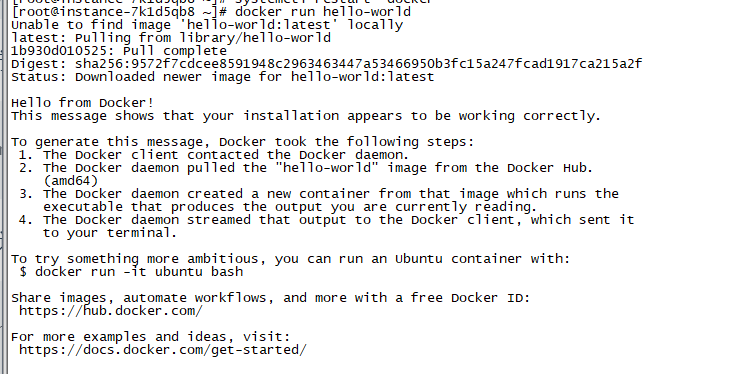 [root@instance-7k1d5qb8 ~]# systemctl restart docker
[root@instance-7k1d5qb8 ~]# docker run hello-world
Unable to find image 'hello-world:latest' locally
latest: Pulling from library/hello-world
1b930d010525: Pull complete
Digest: sha256:9572f7cdcee8591948c2963463447a53466950b3fc15a247fcad1917ca215a2f
Status: Downloaded newer image for hello-world:latest
Hello from Docker!
This message shows that your installation appears to be working correctly.
To generate this message, Docker took the following steps:
1. The Docker client contacted the Docker daemon.
2. The Docker daemon pulled the "hello-world" image from the Docker Hub.
(amd64)
3. The Docker daemon created a new container from that image which runs the
executable that produces the output you are currently reading.
4. The Docker daemon streamed that output to the Docker client, which sent it
to your terminal.
To try something more ambitious, you can run an Ubuntu container with:
$ docker run -it ubuntu bash
Share images, automate workflows, and more with a free Docker ID:
https://hub.docker.com/
For more examples and ideas, visit:
https://docs.docker.com/get-started/